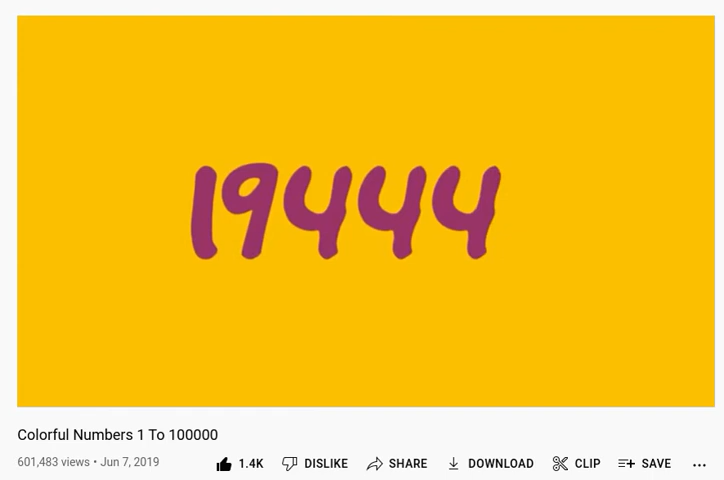 19444
Colorful Numbers 1 To 100000
601,483 views • Jun 7, 2019 1.4K DISLIKE SHARE DOWNLOAD CLIP SAVE ...